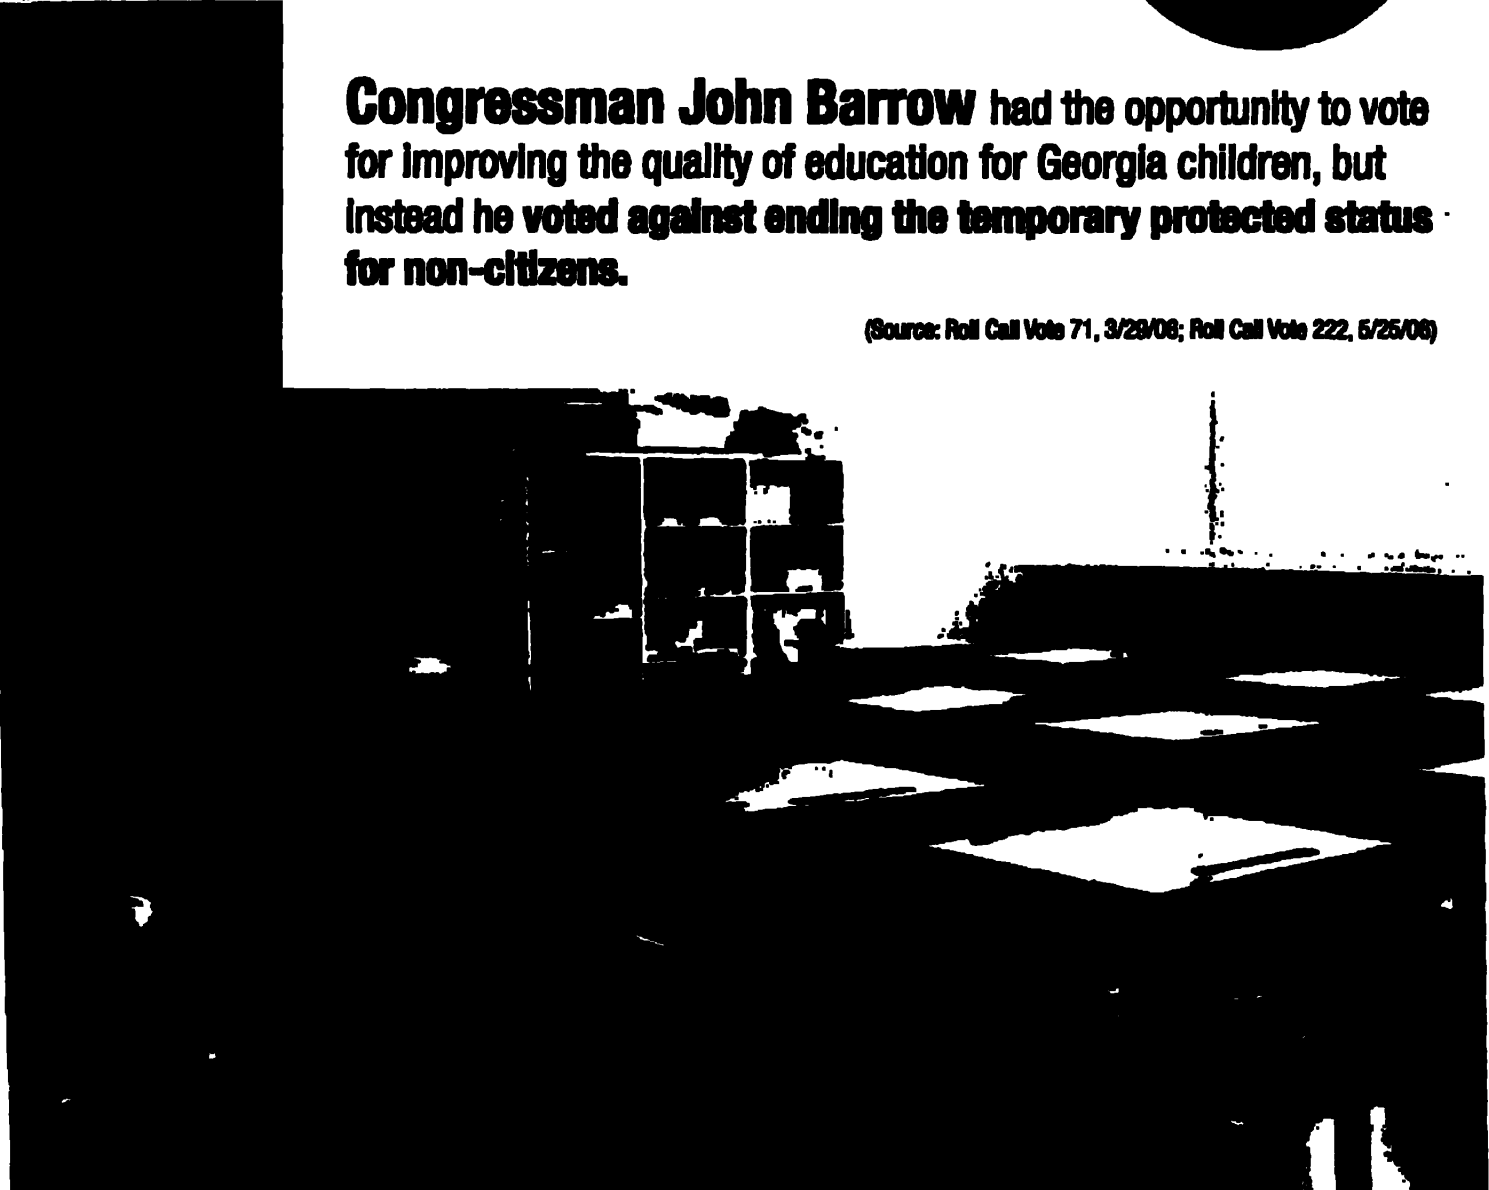 Congressman John Barrow had the opportunity to vote
for improving the quality of education for Georgia children, but
instead he voted against ending the temporary protected status
for non-citizens.
(Source: Roll Call Vote 71, 3/29/06; Roll Call Vote 222, 5/25/06)